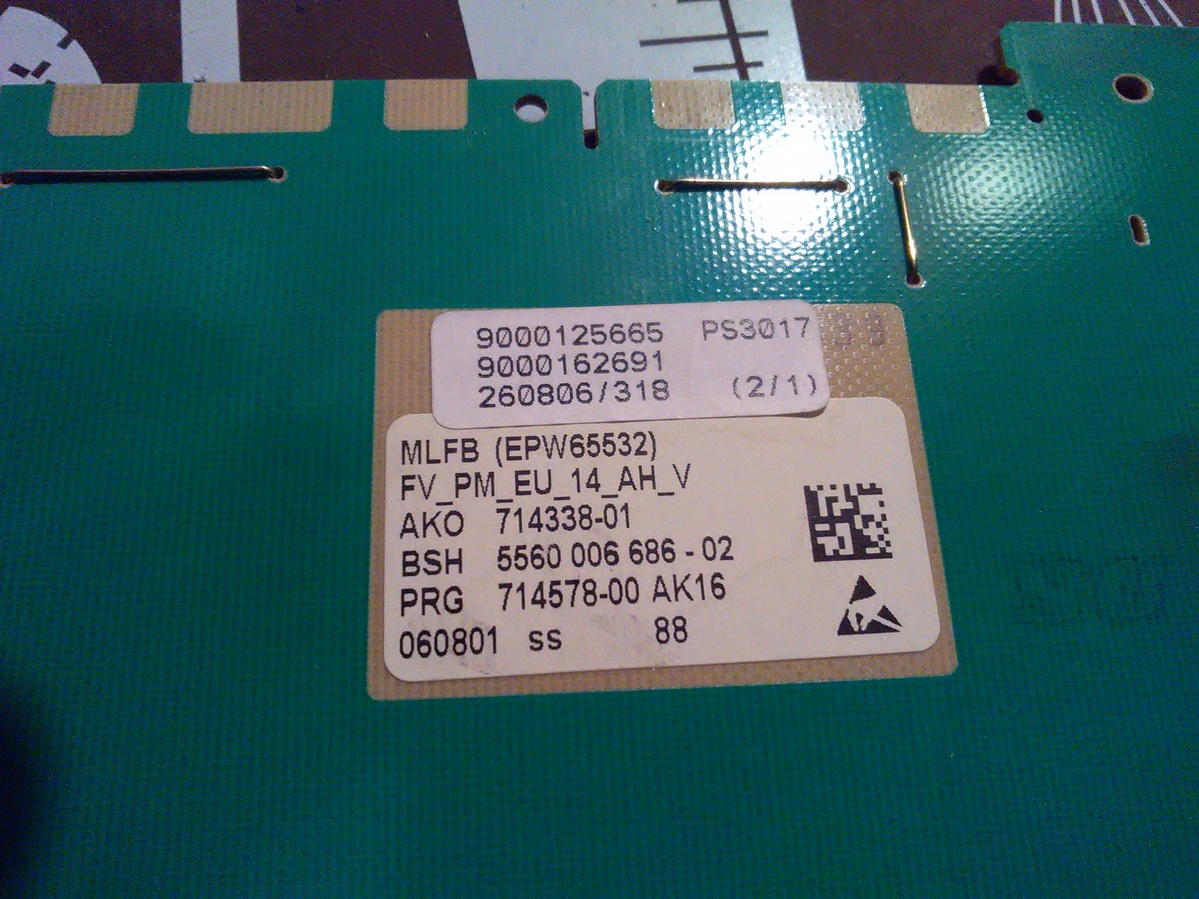 9000125665 PS3017
9000162691
260806/318 (2/1)
MLFB (EPW65532)
FV_PM_EU_14_AH_V
AKO 714338-01
BSH 5560 006 686 - 02
PRG 714578-00 AK16
060801 ss 88